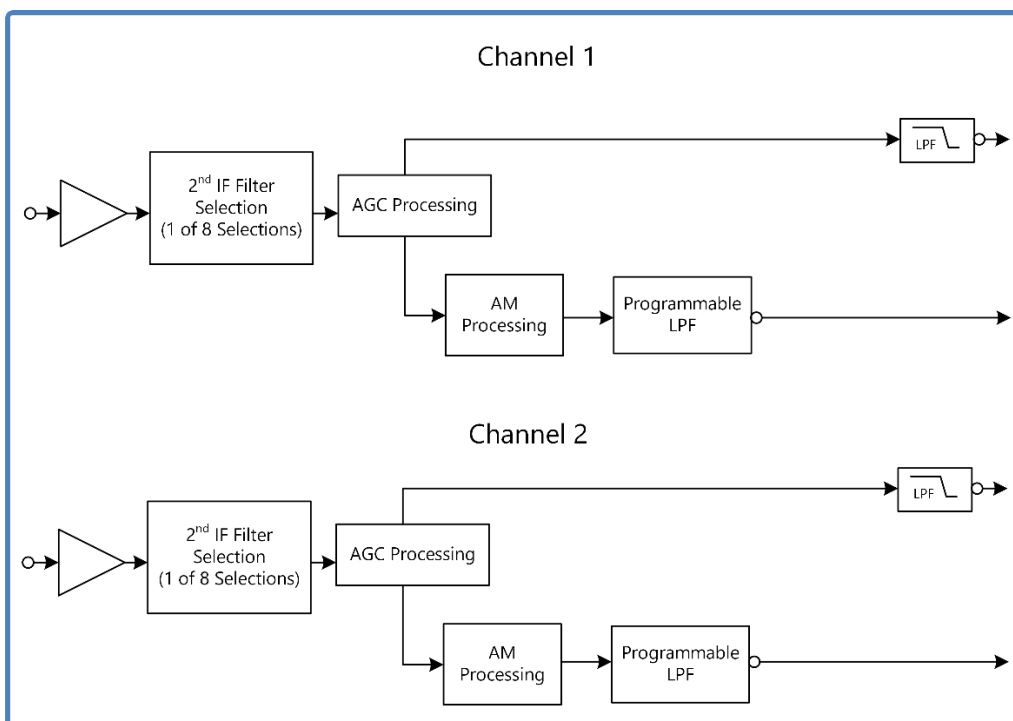 Channel 1
LPF
2nd IF Filter
Selection
(1 of 8 Selections)
AGC Processing
AM
Processing
Programmable
LPF
Channel 2
LPF
2nd IF Filter
Selection
(1 of 8 Selections)
AGC Processing
AM
Processing
Programmable
LPF